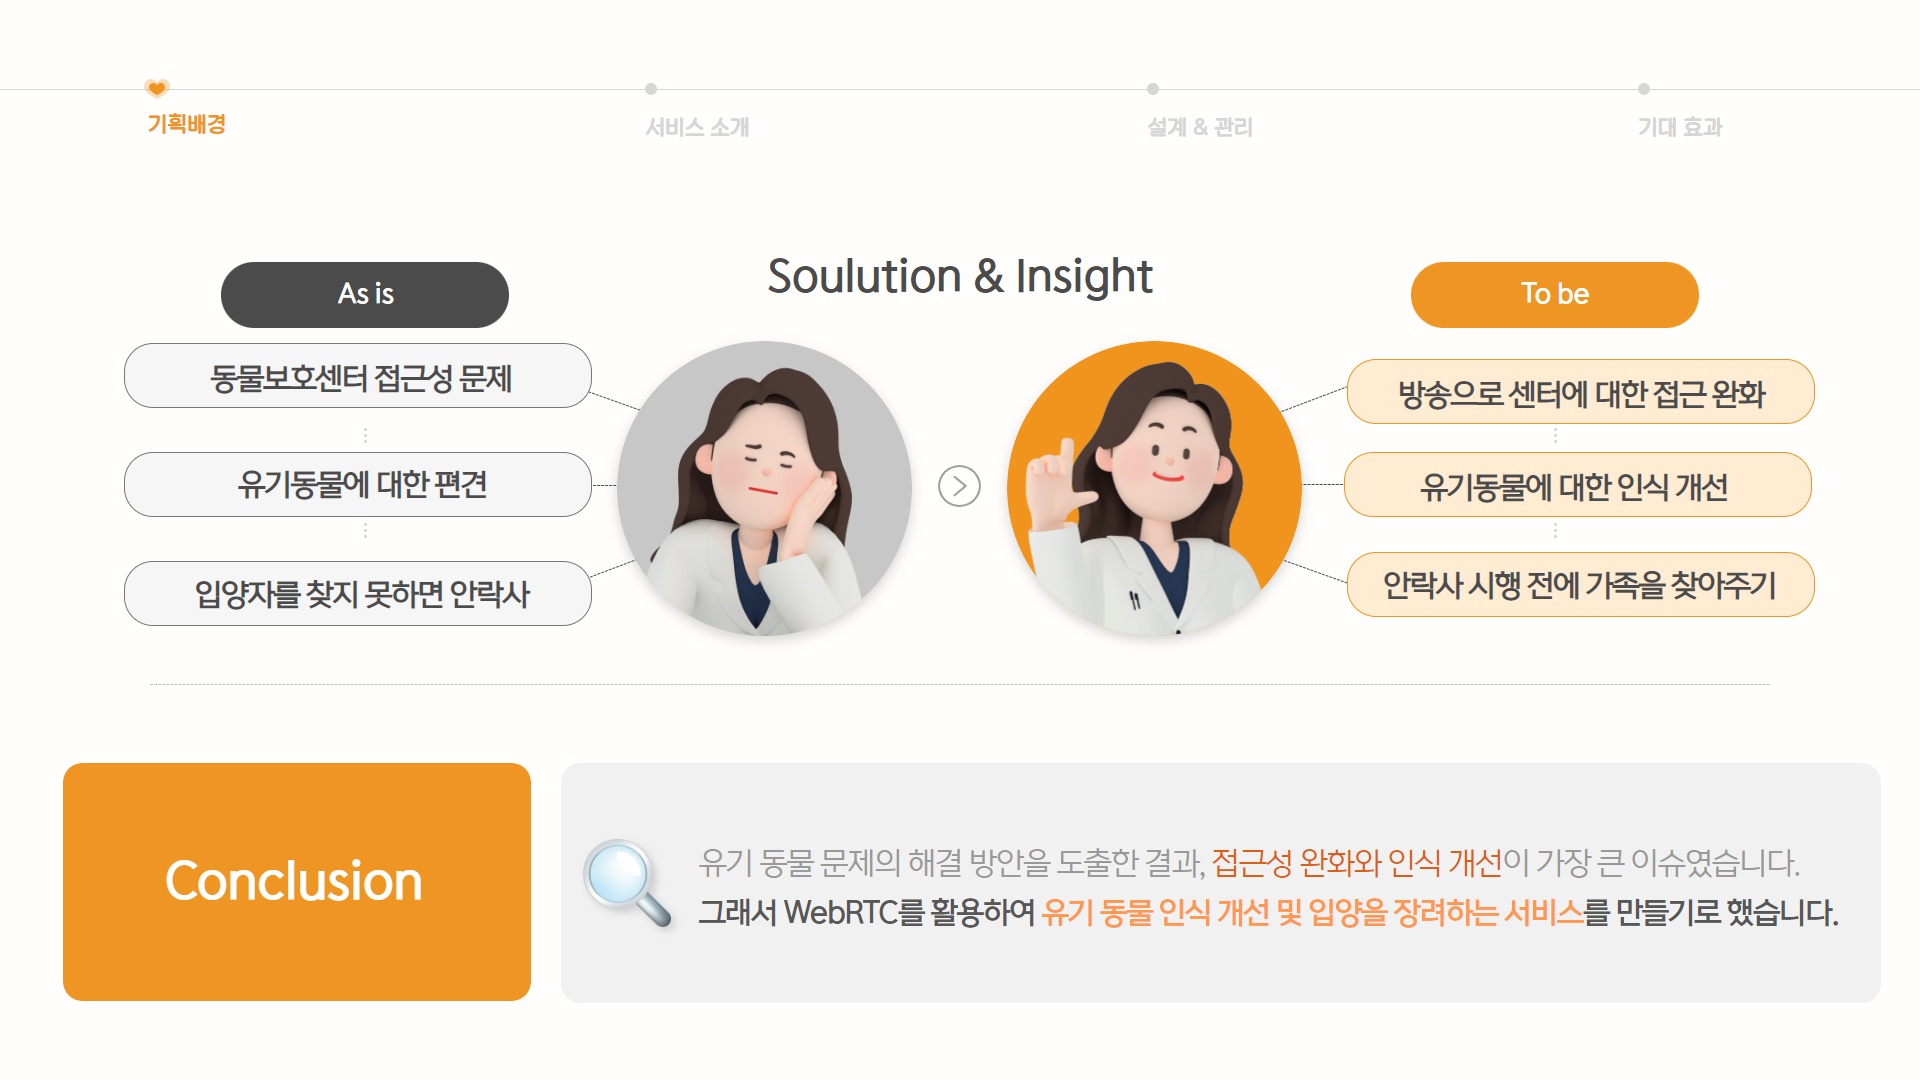 기획배경
서비스 소개
설계 & 관리
기대 효과
Soulution & Insight
As is
동물보호센터 접근성 문제
유기동물에 대한 편견
입양자를 찾지 못하면 안락사
To be
방송으로 센터에 대한 접근 완화
유기동물에 대한 인식 개선
안락사 시행 전에 가족을 찾아주기
Conclusion
유기 동물 문제의 해결 방안을 도출한 결과, 접근성 완화와 인식 개선이 가장 큰 이슈였습니다.
그래서 WebRTC를 활용하여 유기 동물 인식 개선 및 입양을 장려하는 서비스를 만들기로 했습니다.